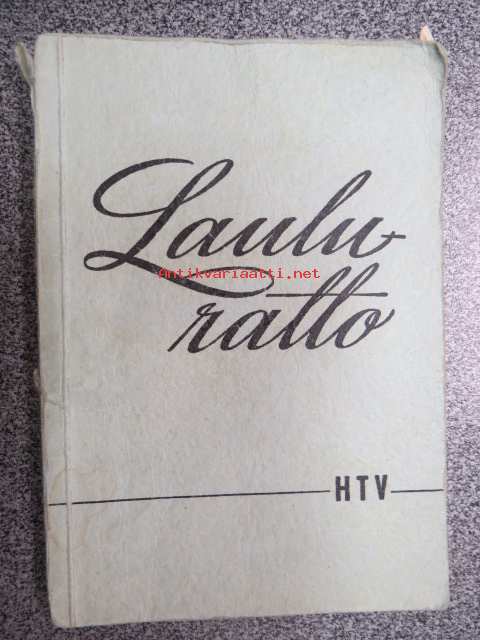 Laulu-
ratto
Antikvariaatti.net
HTV